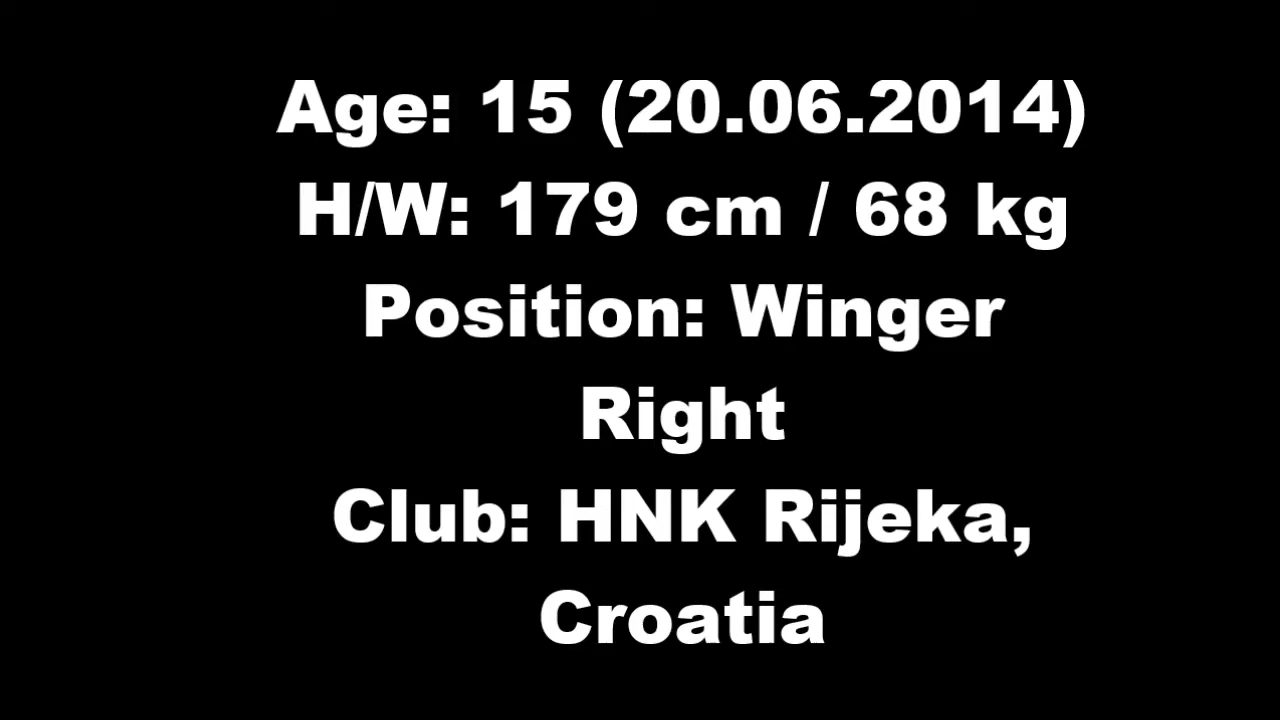 Age: 15 (20.06.2014)
H/W: 179 cm / 68 kg
Position: Winger
Right
Club: HNK Rijeka,
Croatia